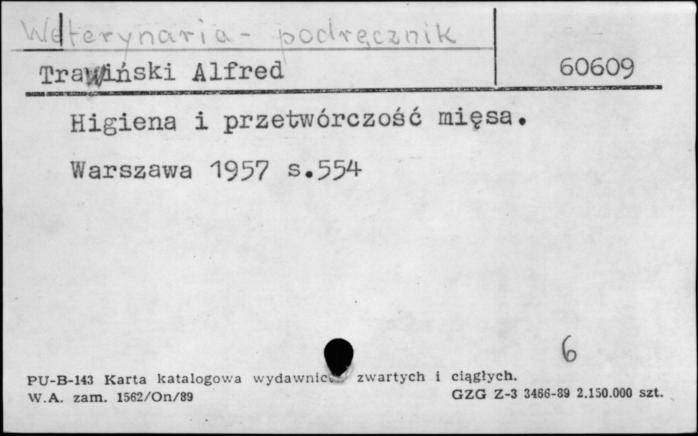 Weterynaria - podręcznik
Trawiński Alfred 60609
Higiena i przetwórczość mięsa.
Warszawa 1957 s.554
6
PU-B-143 Karta katalogowa wydawnic zwartych i ciągłych.
W.A. zam. 1562/On/89 GZG Z-3 3466-89 2.150.000 szt.